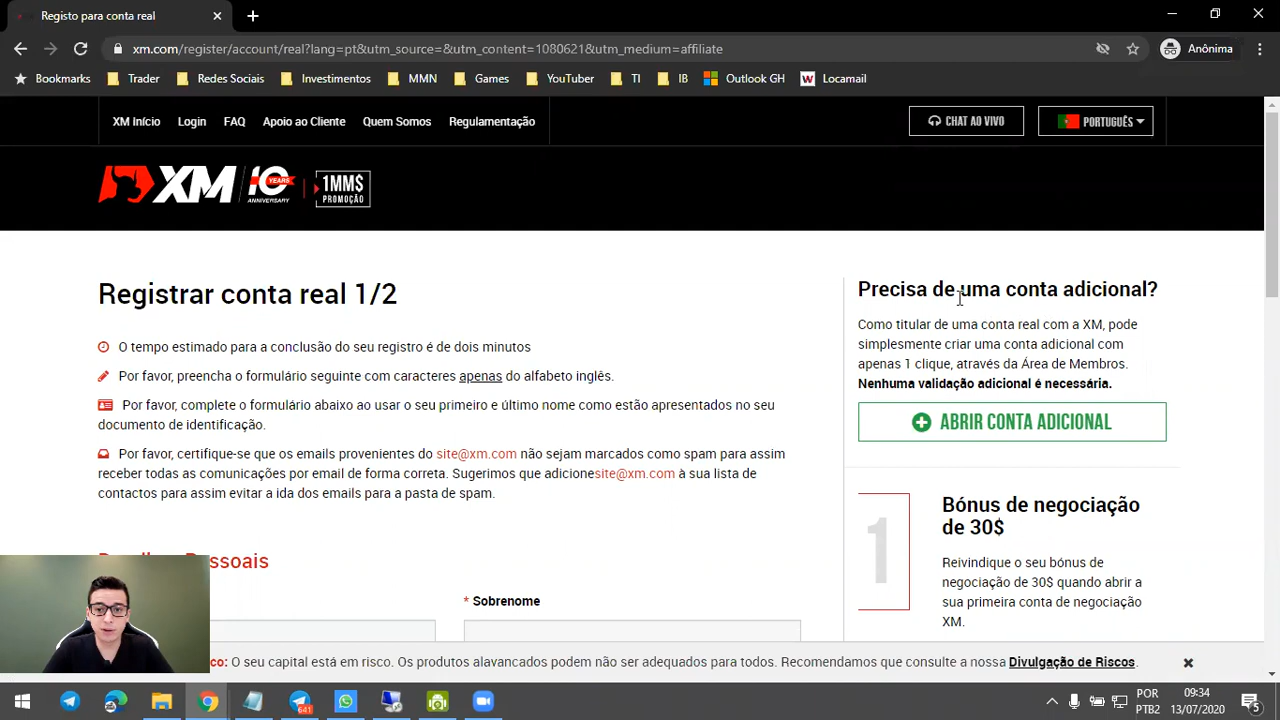 Registo para conta real
xm.com/register/account/real?lang=pt&utm_source=&utm_content=1080621&utm_medium=affiliate
Anônima
Bookmarks Trader Redes Sociais Investimentos MMN Games YouTuber TI IB Outlook GH Locamail
XM Início Login FAQ Apoio ao Cliente Quem Somos Regulamentação
CHAT AO VIVO
PORTUGUÊS
XM 10 YEARS ANNIVERSARY
1MM$
PROMOÇÃO
Registrar conta real 1/2
O tempo estimado para a conclusão do seu registro é de dois minutos
Por favor, preencha o formulário seguinte com caracteres apenas do alfabeto inglês.
Por favor, complete o formulário abaixo ao usar o seu primeiro e último nome como estão apresentados no seu
documento de identificação.
Por favor, certifique-se que os emails provenientes do site@xm.com não sejam marcados como spam para assim
receber todas as comunicações por email de forma correta. Sugerimos que adicionesite@xm.com à sua lista de
contactos para assim evitar a ida dos emails para a pasta de spam.
* Sobrenome
Precisa de uma conta adicional?
Como titular de uma conta real com a XM, pode
simplesmente criar uma conta adicional com
apenas 1 clique, através da Área de Membros.
Nenhuma validação adicional é necessária.
ABRIR CONTA ADICIONAL
1
Bónus de negociação
de 30$
Reivindique o seu bónus de
negociação de 30$ quando abrir a
sua primeira conta de negociação
XM.
O seu capital está em risco. Os produtos alavancados podem não ser adequados para todos. Recomendamos que consulte a nossa Divulgação de Riscos.
641
POR
PTB2
09:34
13/07/2020
5